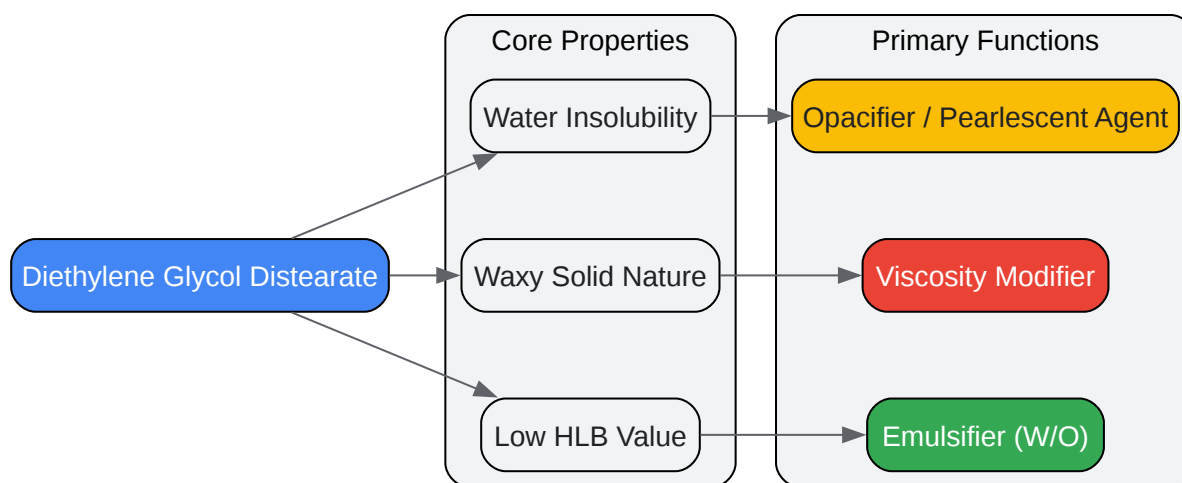 Core Properties
Primary Functions
Water Insolubility
Opacifier / Pearlescent Agent
Diethylene Glycol Distearate
Waxy Solid Nature
Viscosity Modifier
Low HLB Value
Emulsifier (W/O)